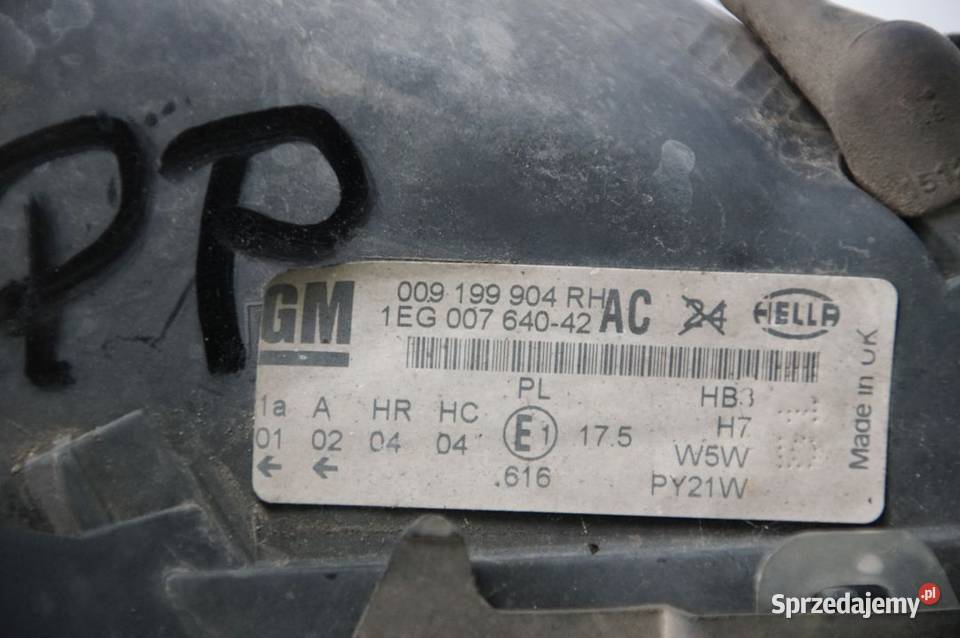 PP
GM
009 199 904 RH
1EG 007 640-42
AC
24
HELLA
PL
1a A HR HC
01 02 04 04
E1
17.5
.616
HB3
H7
W5W
PY21W
Made in UK
51
Sprzedajemy.pl